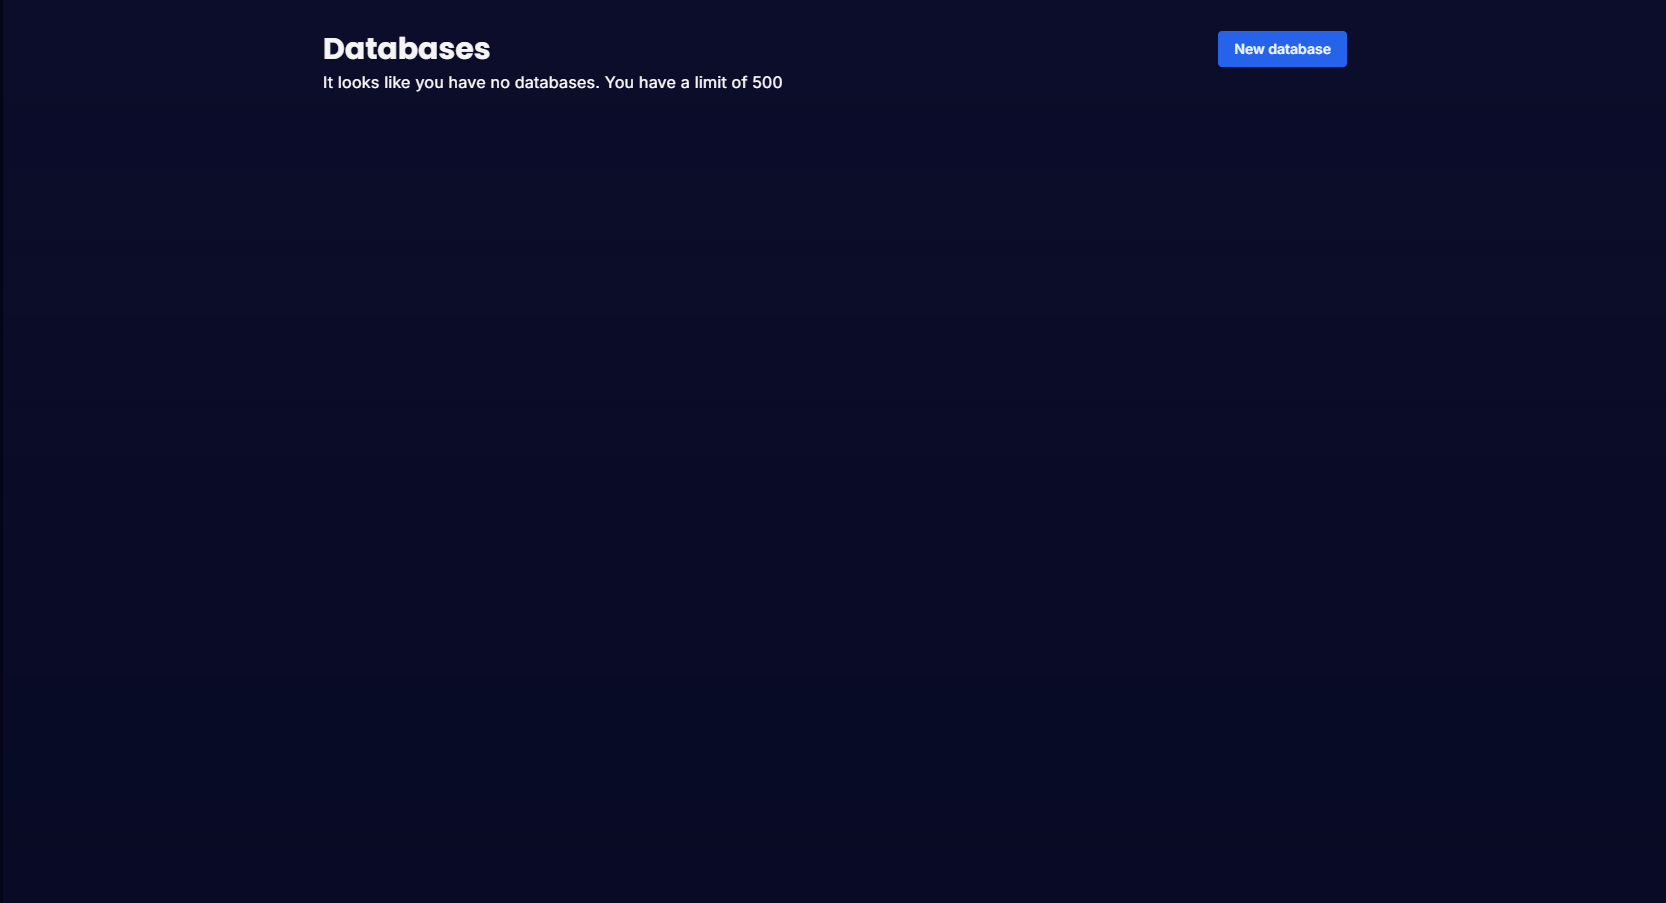 Databases
New database
It looks like you have no databases. You have a limit of 500